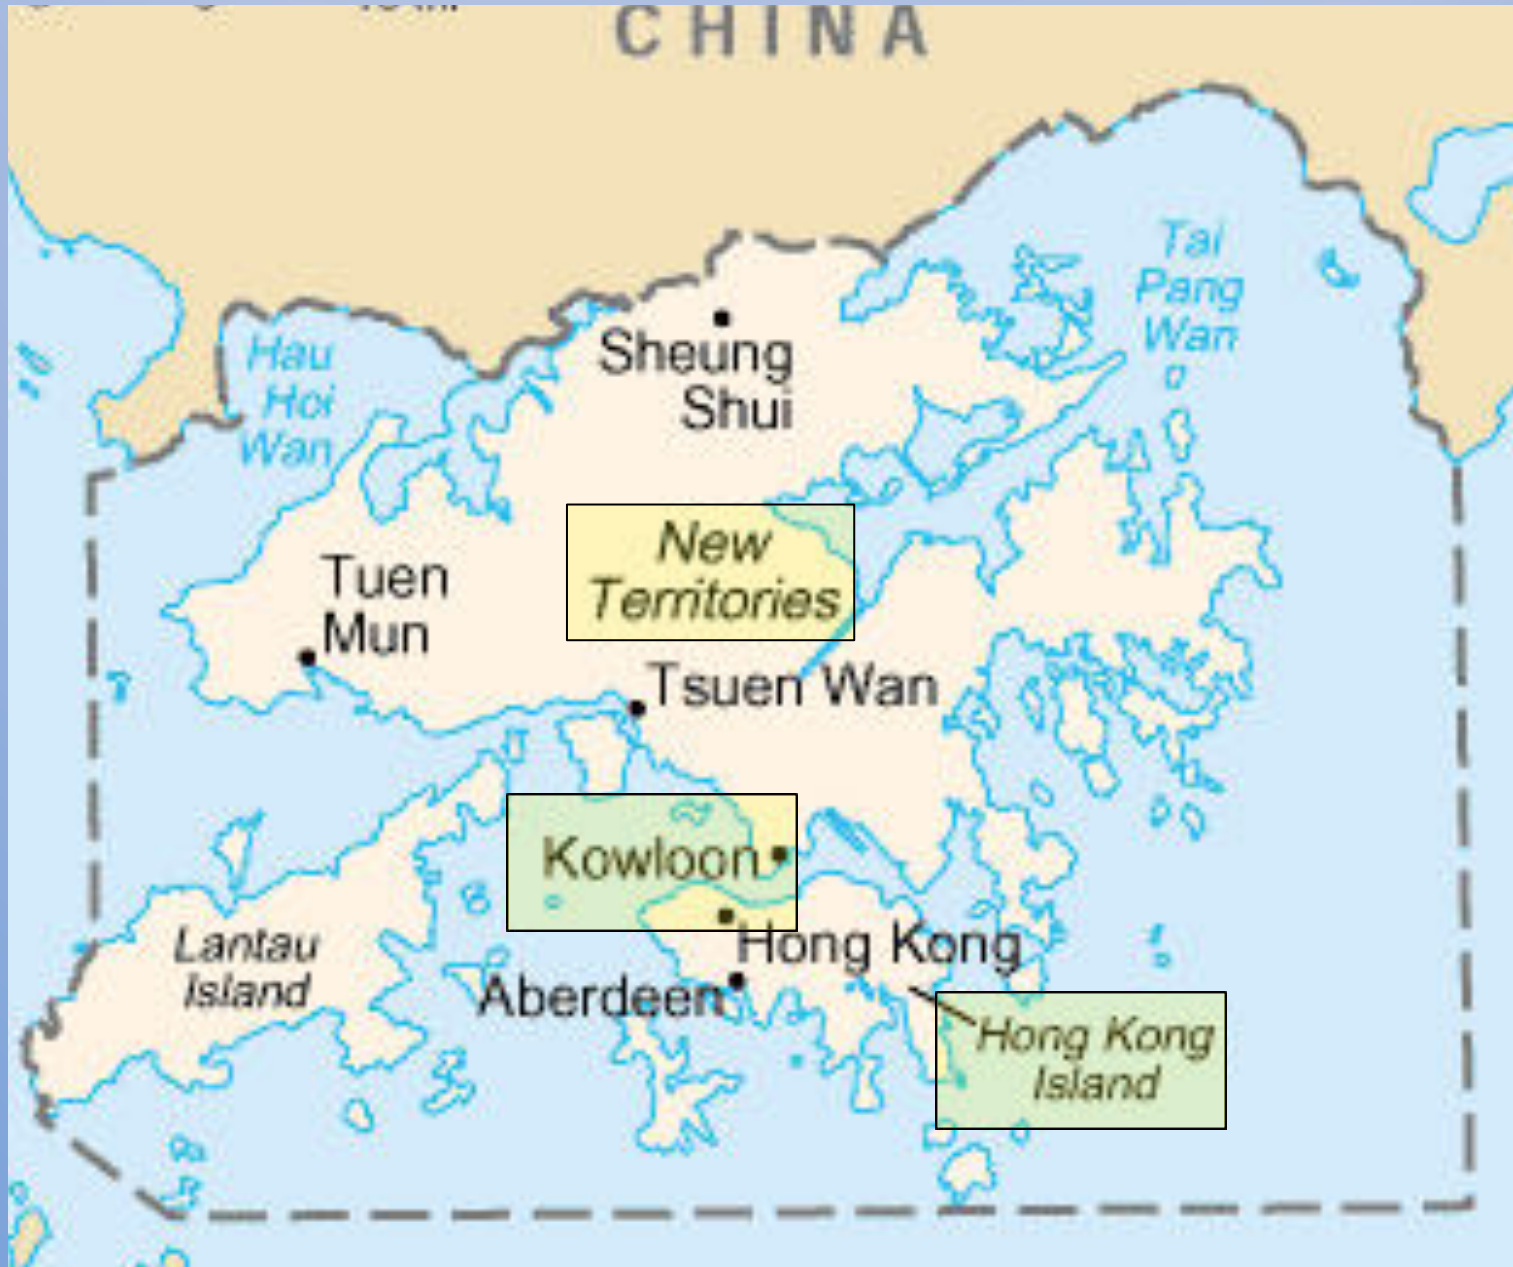 CHINA
Tai
Pang
Wan
Sheung
Shui
Hau
Hoi
Wan
New
Territories
Tuen
Mun
Tsuen Wan
Kowloon
Lantau
Island
Hong Kong
Aberdeen
Hong Kong
Island